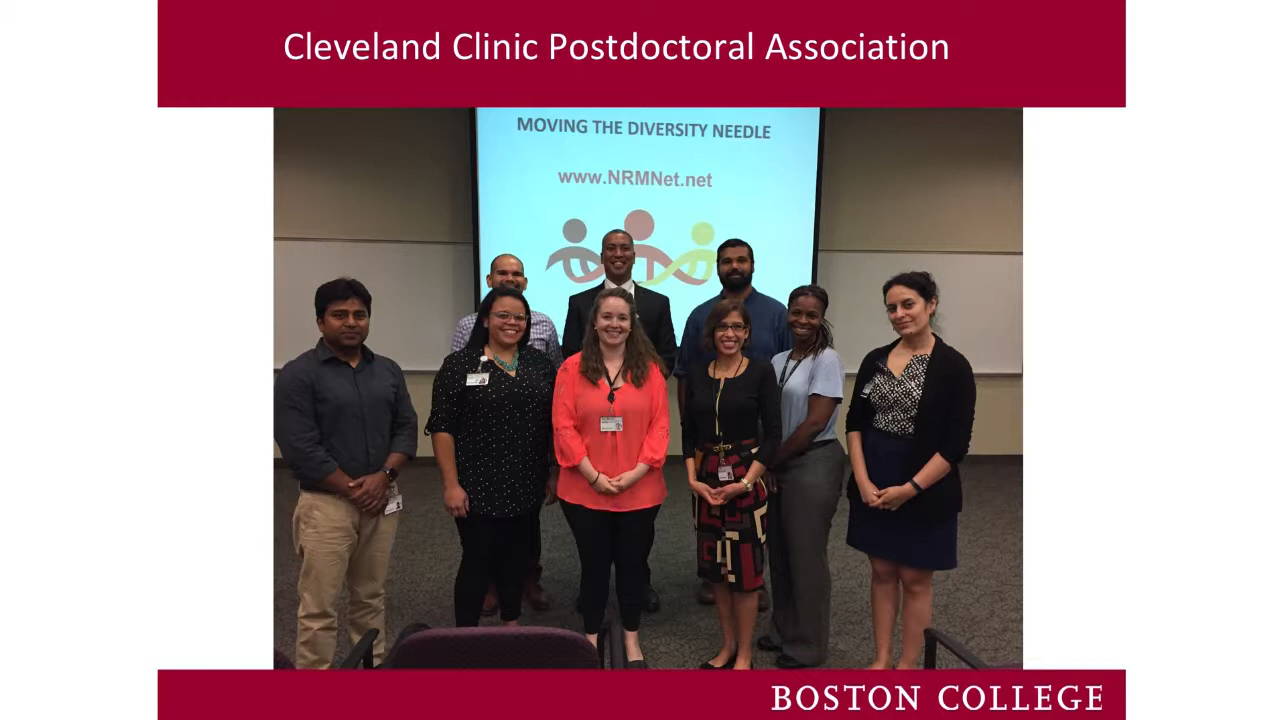 Cleveland Clinic Postdoctoral Association
MOVING THE DIVERSITY NEEDLE
www.NRMNet.net
BOSTON COLLEGE